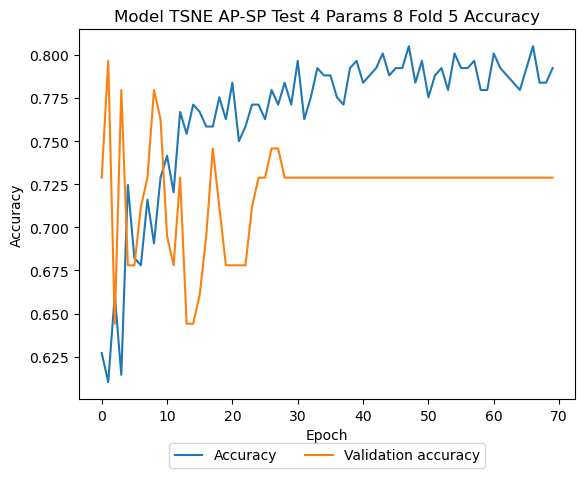 Model TSNE AP-SP Test 4 Params 8 Fold 5 Accuracy
0.800
0.775
0.750
0.725
0.700
0.675
0.650
0.625
Accuracy
0 10 20 30 40 50 60 70
Epoch
Accuracy Validation accuracy